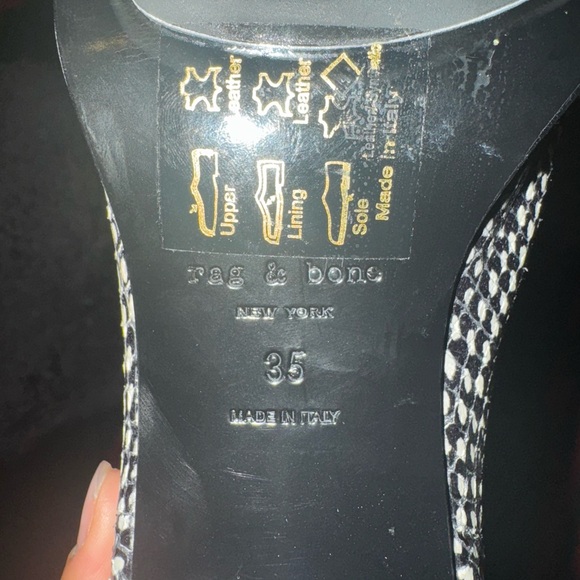 Leather
Upper
Leather
Lining
Sole
Made in Italy
rag & bone
NEW YORK
35
MADE IN ITALY